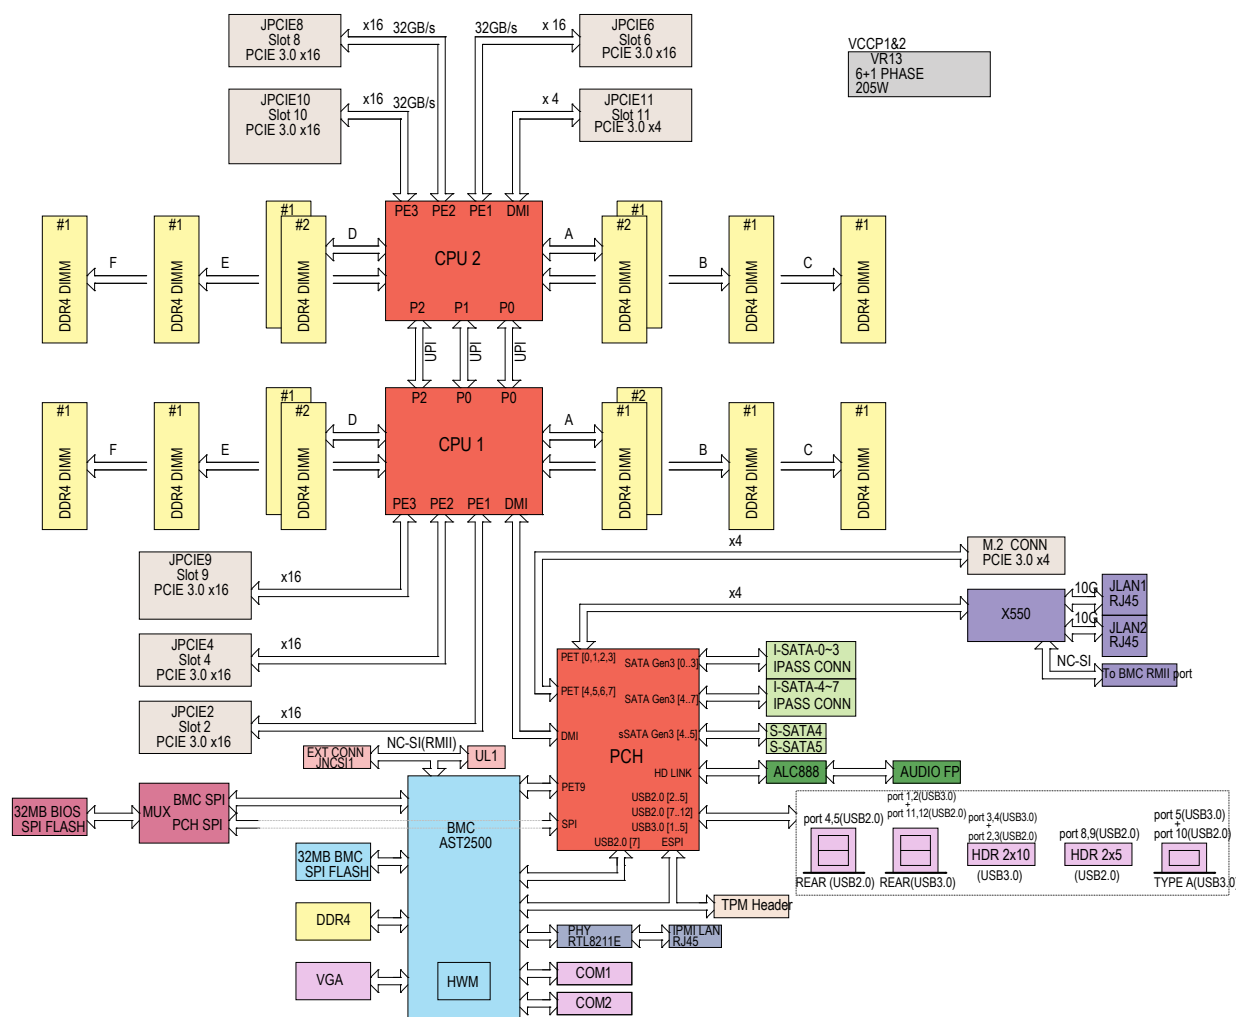 JPCIE8
Slot 8
PCIE 3.0 x16
x16
32GB/s
32GB/s
x 16
JPCIE6
Slot 6
PCIE 3.0 x16
VCCP1&2
VR13
6+1 PHASE
205W
JPCIE10
Slot 10
PCIE 3.0 x16
x16
32GB/s
x 4
JPCIE11
Slot 11
PCIE 3.0 x4
PE3
PE2
PE1
DMI
CPU 2
P2
P1
P0
#1
DDR4 DIMM
F
#1
DDR4 DIMM
E
#1
#2
DDR4 DIMM
D
A
#1
#2
DDR4 DIMM
B
#1
DDR4 DIMM
C
#1
DDR4 DIMM
UPI
UPI
UPI
P2
P0
P0
CPU 1
PE3
PE2
PE1
DMI
#1
DDR4 DIMM
F
#1
DDR4 DIMM
E
#1
#2
DDR4 DIMM
D
A
#2
#1
DDR4 DIMM
B
#1
DDR4 DIMM
C
#1
DDR4 DIMM
JPCIE9
Slot 9
PCIE 3.0 x16
x16
JPCIE4
Slot 4
PCIE 3.0 x16
x16
JPCIE2
Slot 2
PCIE 3.0 x16
x16
x4
M.2 CONN
PCIE 3.0 x4
x4
X550
10G
JLAN1
RJ45
10G
JLAN2
RJ45
NC-SI
To BMC RMII port
PET [0,1,2,3]
SATA Gen3 [0..3]
PET [4,5,6,7]
SATA Gen3 [4..7]
DMI
sSATA Gen3 [4..5]
PCH
HD LINK
PET9
USB2.0 [2..5]
USB2.0 [7..12]
SPI
USB3.0 [1..5]
USB2.0 [7]
ESPI
I-SATA-0~3
IPASS CONN
I-SATA-4~7
IPASS CONN
S-SATA4
S-SATA5
ALC888
AUDIO FP
NC-SI(RMII)
EXT CONN
JNCSI1
UL1
32MB BIOS
SPI FLASH
MUX
BMC SPI
PCH SPI
BMC
AST2500
32MB BMC
SPI FLASH
DDR4
VGA
HWM
TPM Header
PHY
RTL8211E
IPMI LAN
RJ45
COM1
COM2
port 4,5(USB2.0)
REAR (USB2.0)
port 1,2(USB3.0)
+
port 11,12(USB2.0)
REAR(USB3.0)
port 3,4(USB3.0)
+
port 2,3(USB2.0)
HDR 2x10
(USB3.0)
port 8,9(USB2.0)
HDR 2x5
(USB2.0)
port 5(USB3.0)
+
port 10(USB2.0)
TYPE A(USB3.0)